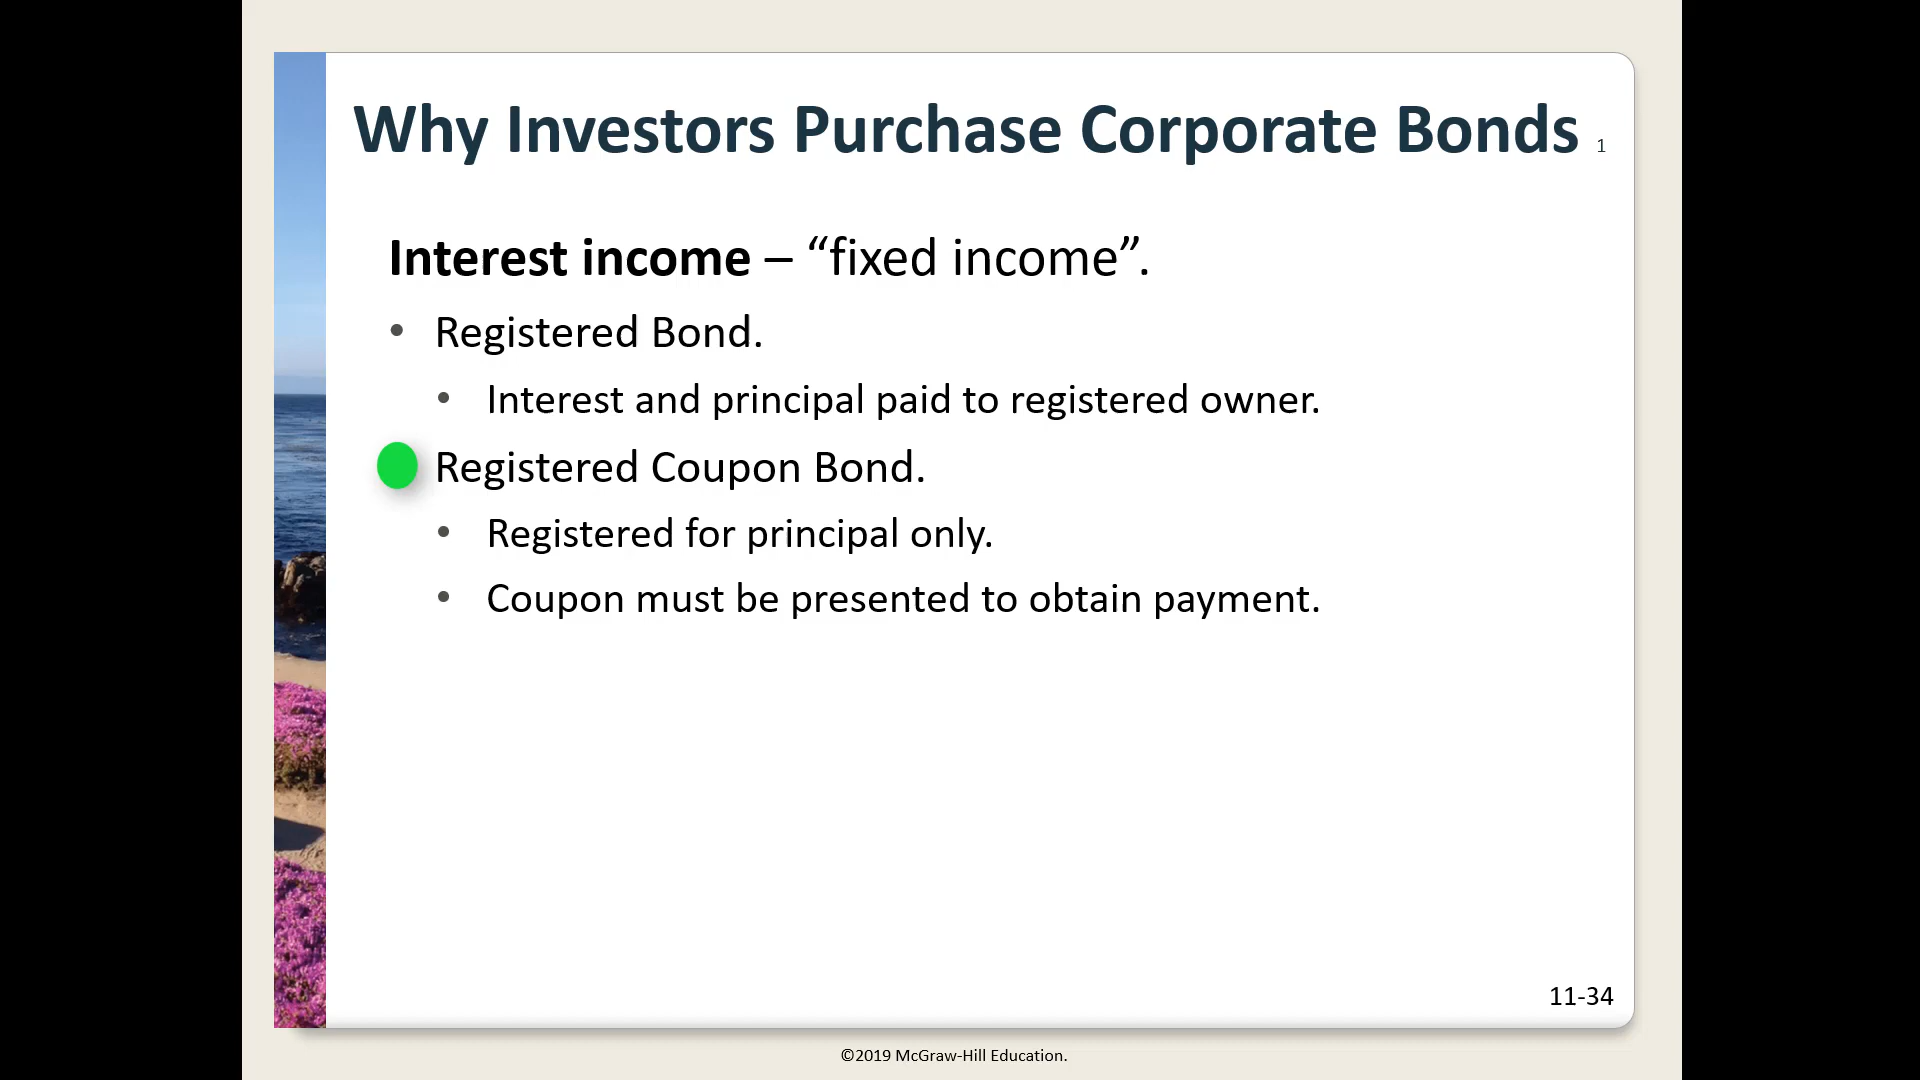 Why Investors Purchase Corporate Bonds 1
Interest income – “fixed income”.
• Registered Bond.
• Interest and principal paid to registered owner.
Registered Coupon Bond.
• Registered for principal only.
• Coupon must be presented to obtain payment.
11-34
©2019 McGraw-Hill Education.